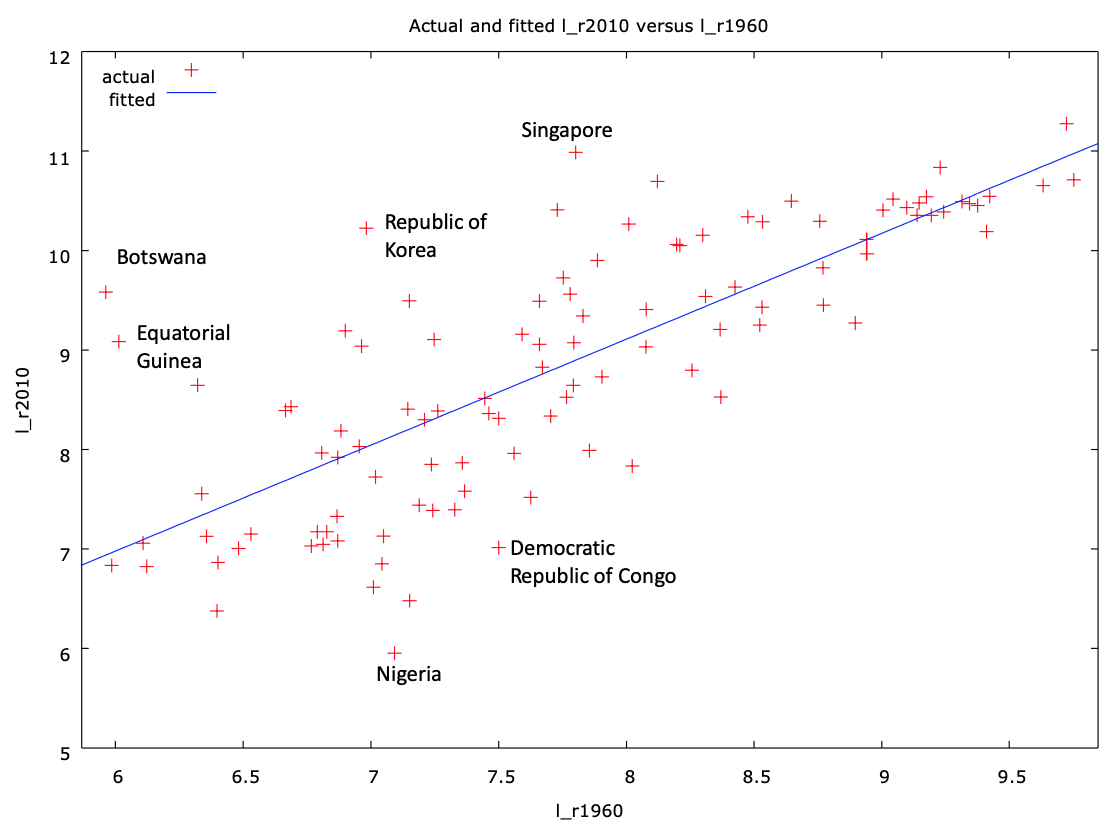 Actual and fitted l_r2010 versus l_r1960
actual
fitted
12
11
10
9
8
7
6
5
l_r2010
Singapore
Republic of
Korea
Botswana
Equatorial
Guinea
Democratic
Republic of Congo
Nigeria
6
6.5
7
7.5
8
8.5
9
9.5
l_r1960